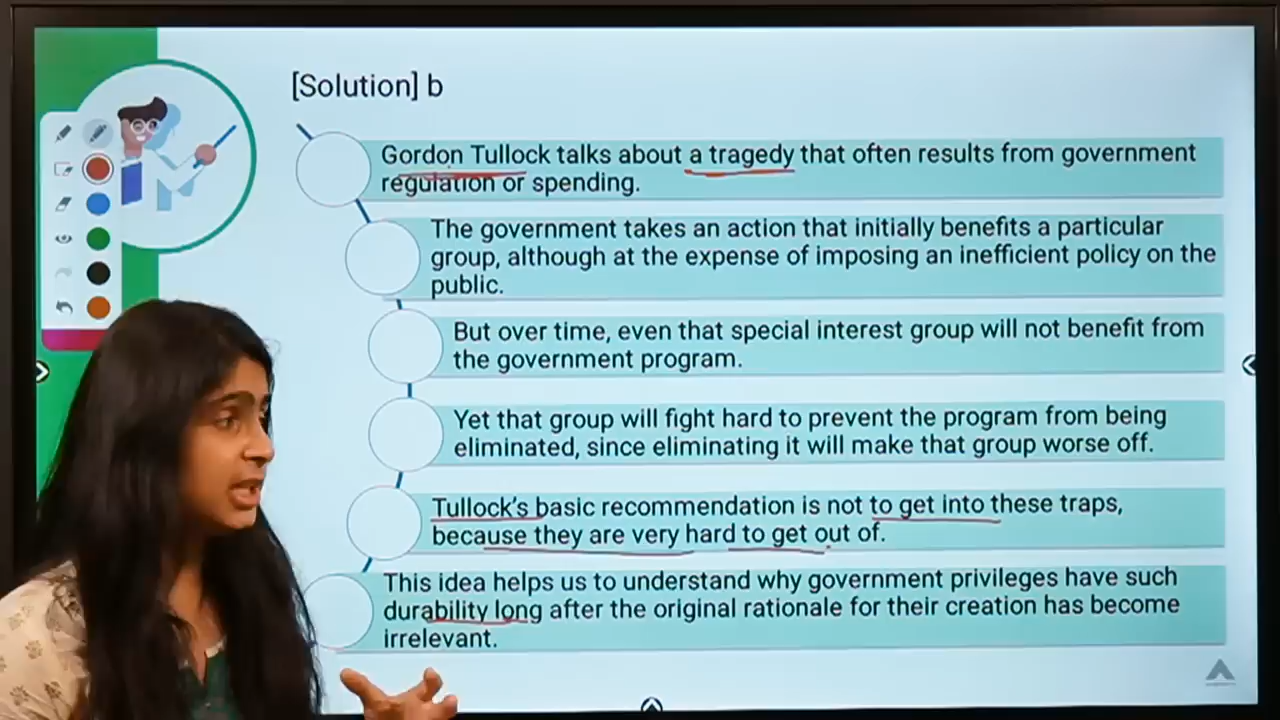 [Solution] b
Gordon Tullock talks about a tragedy that often results from government
regulation or spending.
The government takes an action that initially benefits a particular
group, although at the expense of imposing an inefficient policy on the
public.
But over time, even that special interest group will not benefit from
the government program.
Yet that group will fight hard to prevent the program from being
eliminated, since eliminating it will make that group worse off.
Tullock's basic recommendation is not to get into these traps,
because they are very hard to get out of.
This idea helps us to understand why government privileges have such
durability long after the original rationale for their creation has become
irrelevant.